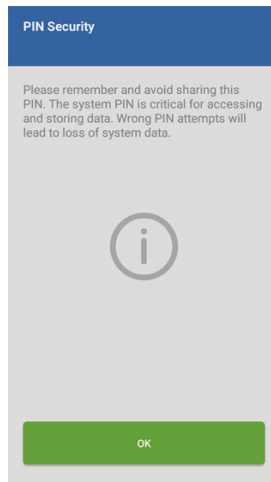 PIN Security
Please remember and avoid sharing this
PIN. The system PIN is critical for accessing
and storing data. Wrong PIN attempts will
lead to loss of system data.
OK